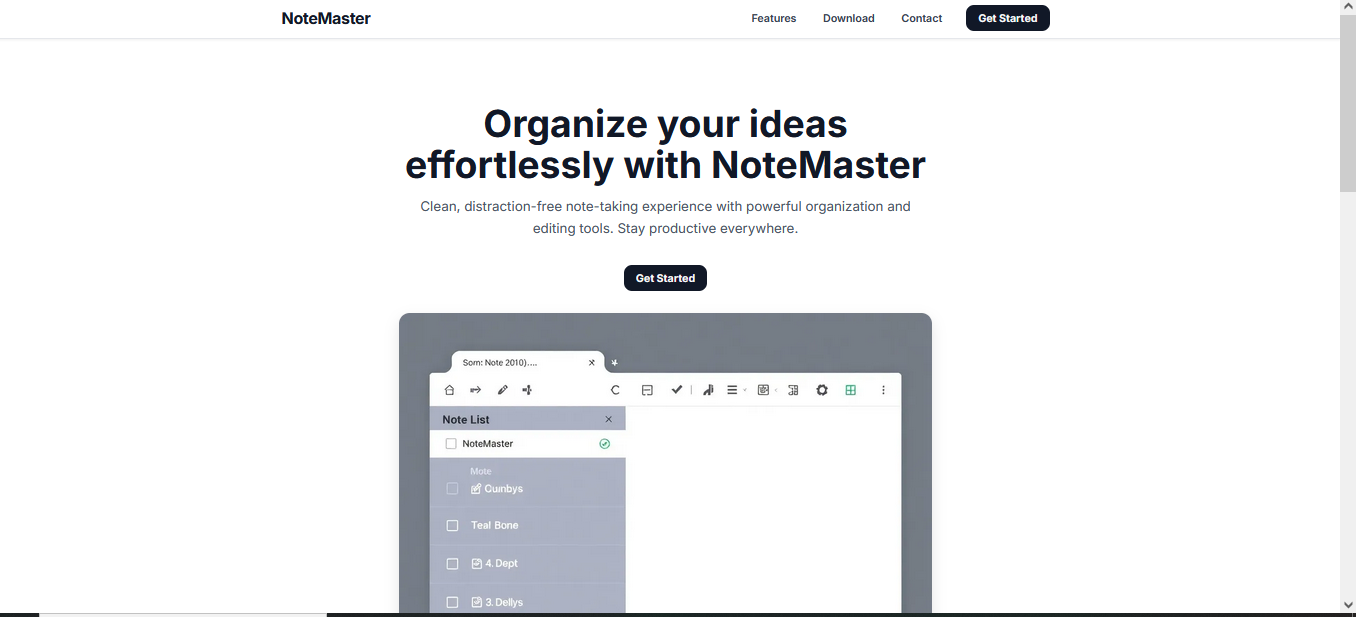 NoteMaster
Features Download Contact Get Started
Organize your ideas
effortlessly with NoteMaster
Clean, distraction-free note-taking experience with powerful organization and
editing tools. Stay productive everywhere.
Get Started
Som: Note 2010)....
Note List
NoteMaster
Mote
Cuinbys
Teal Bone
4. Dept
3. Dellys